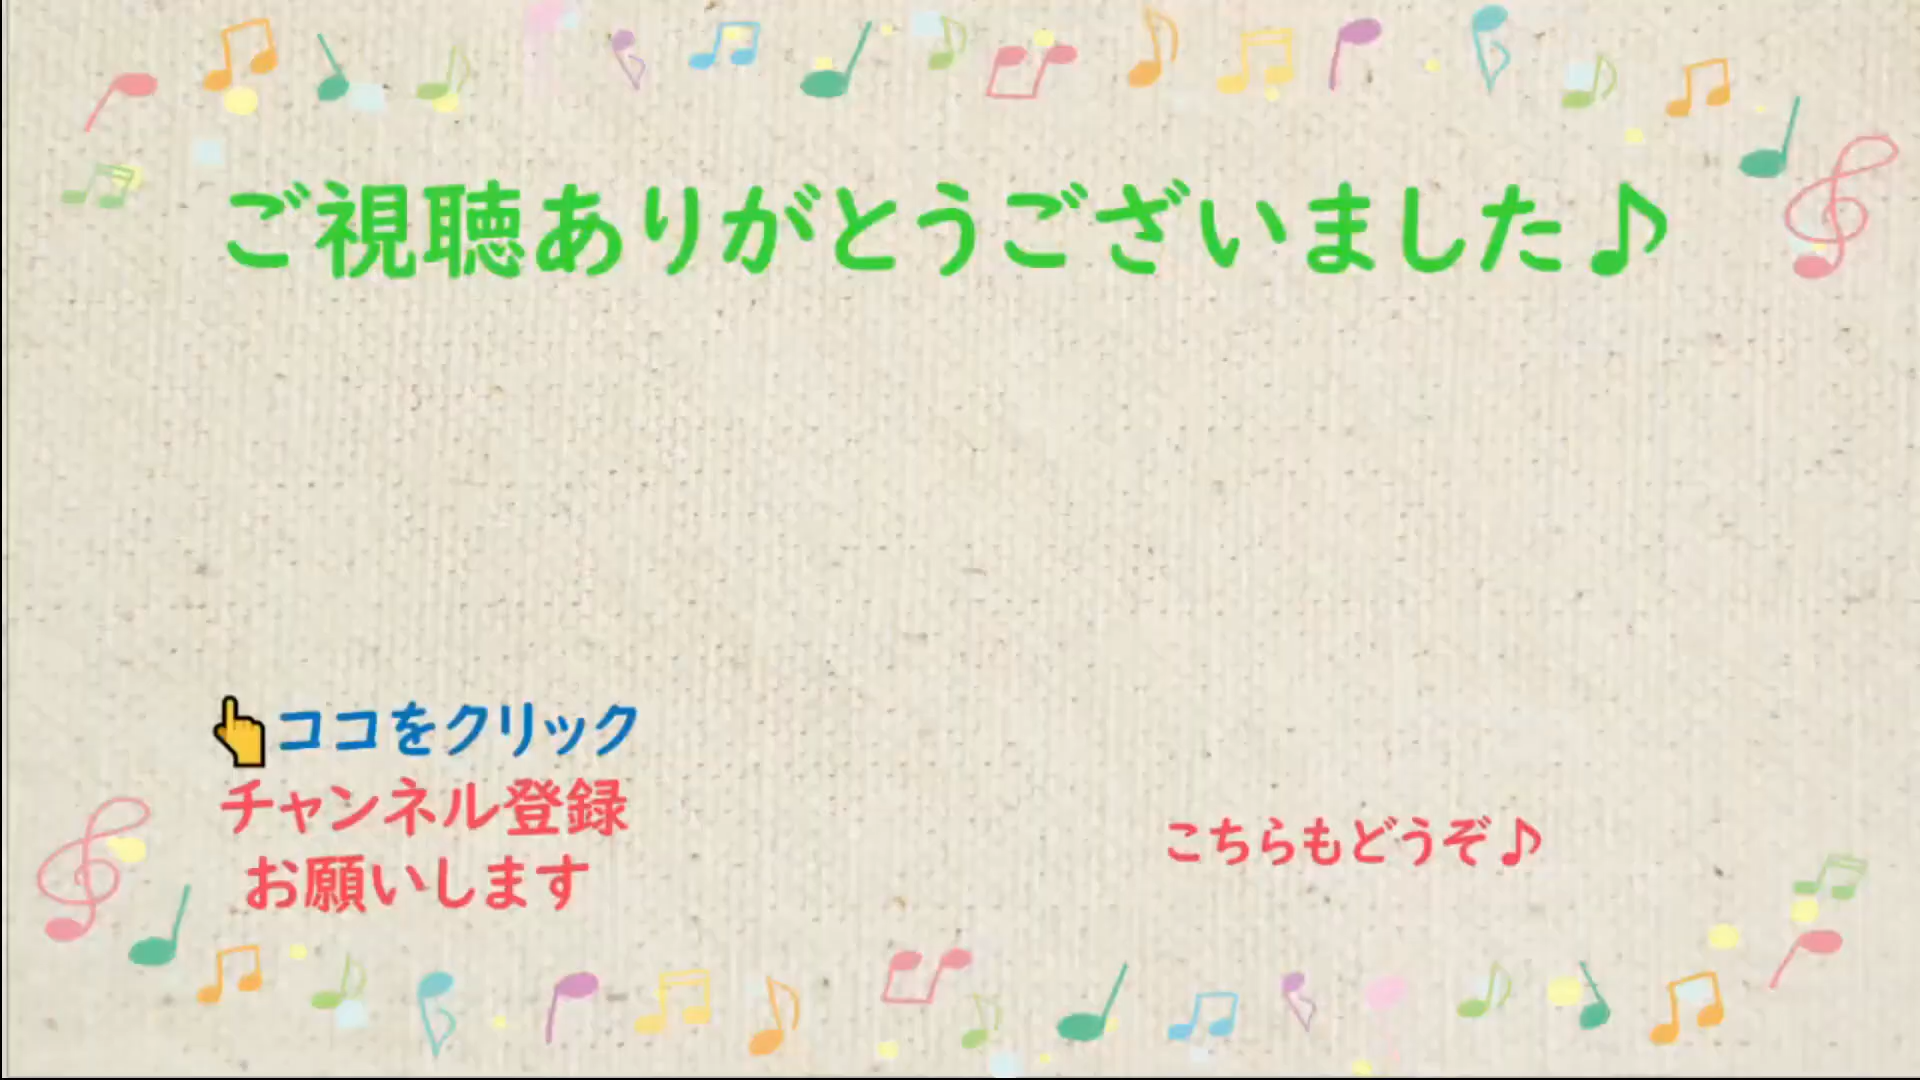 ご視聴ありがとうございました♪
👆ココをクリック
チャンネル登録
お願いします
こちらもどうぞ♪